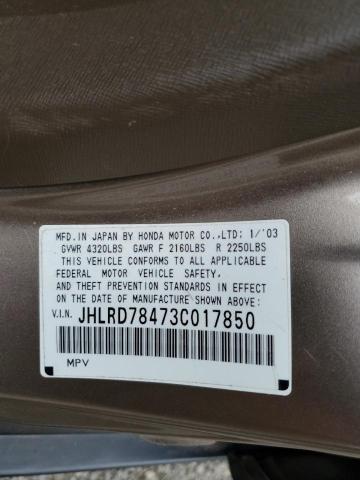 MFD.IN JAPAN BY HONDA MOTOR CO.,LTD: 1/'03
GVWR 4320LBS GAWR F 2160LBS R 2250LBS
THIS VEHICLE CONFORMS TO ALL APPLICABLE
FEDERAL MOTOR VEHICLE SAFETY,
AND THEFT PREVENTION STANDARDS IN EFFECT
ON THE DATE OF MANUFACTURE SHOWN ABOVE.
V.I.N. JHLRD78473C017850
MPV